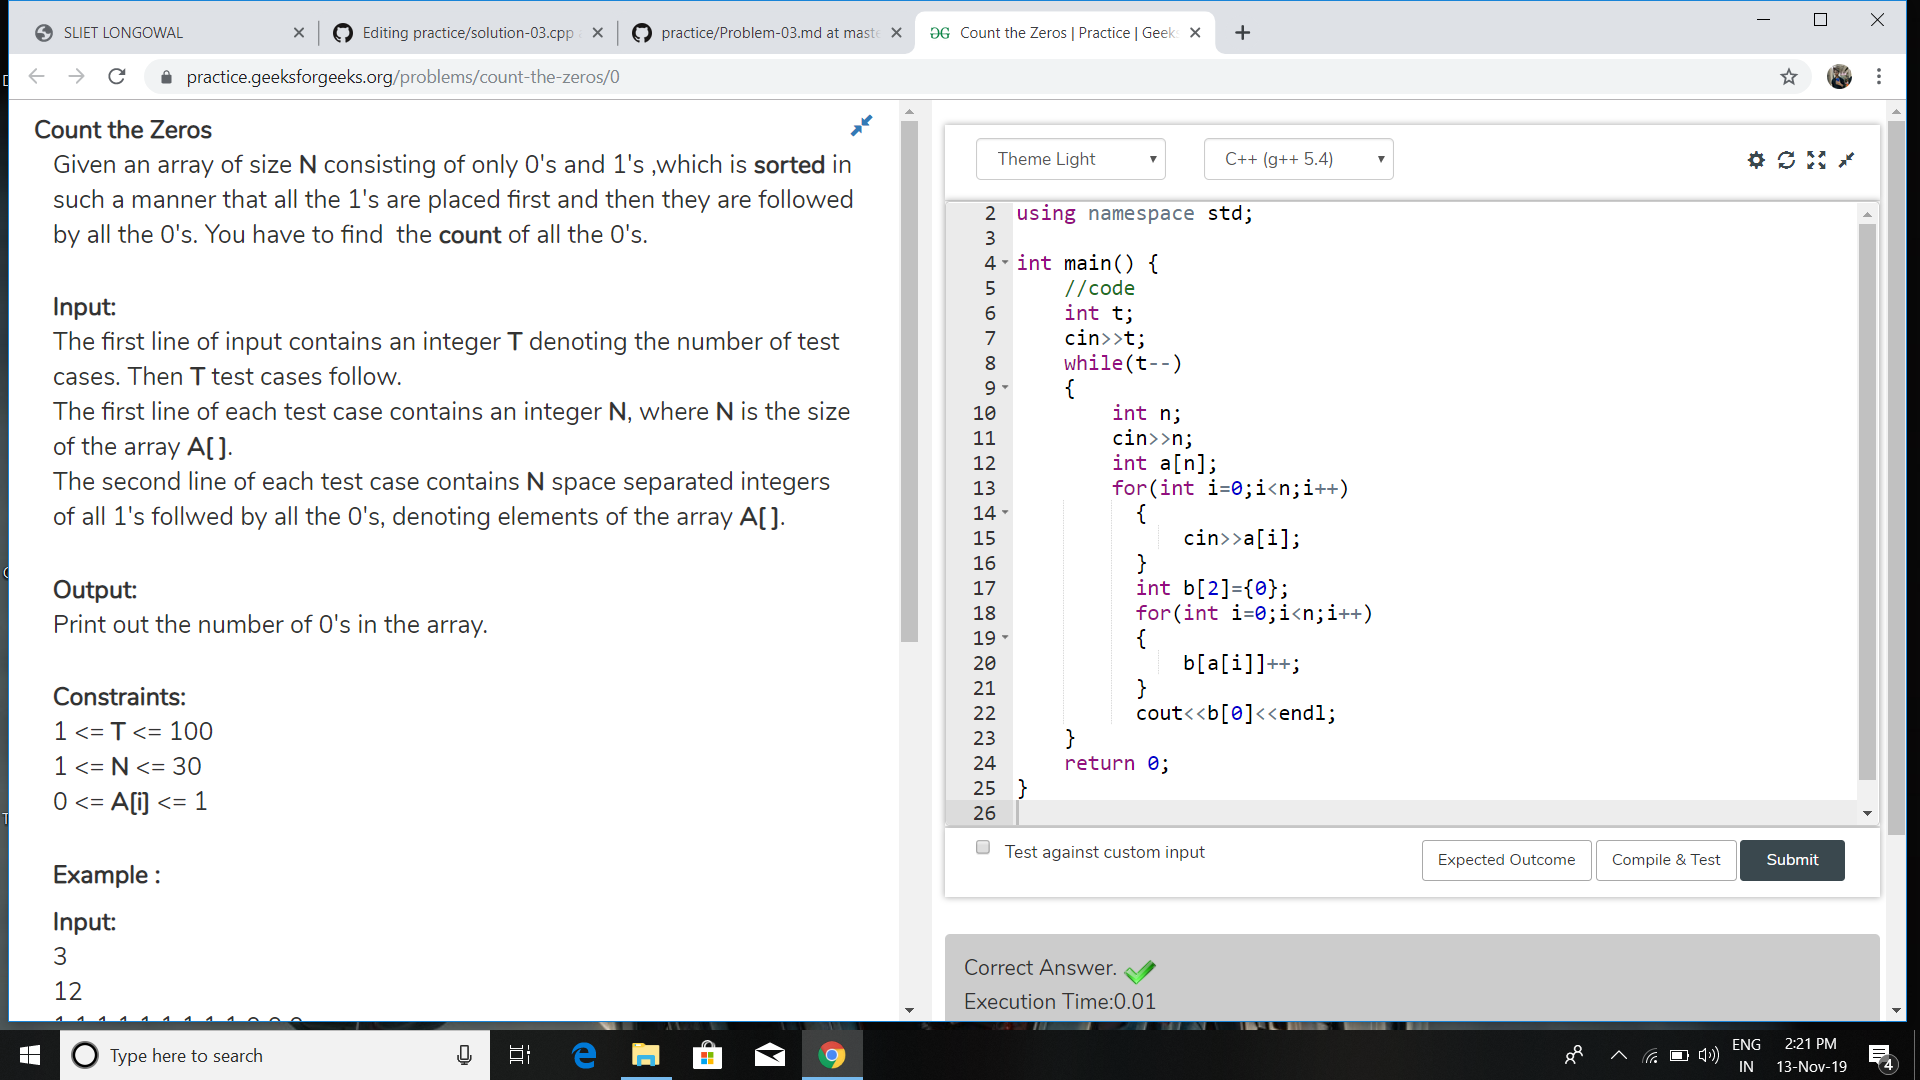 SLIET LONGOWAL
Editing practice/solution-03.cpp
practice/Problem-03.md at maste
Count the Zeros | Practice | Geek
practice.geeksforgeeks.org/problems/count-the-zeros/0
Count the Zeros
Given an array of size N consisting of only 0's and 1's ,which is sorted in
such a manner that all the 1's are placed first and then they are followed
by all the 0's. You have to find  the count of all the 0's.
Input:
The first line of input contains an integer T denoting the number of test
cases. Then T test cases follow.
The first line of each test case contains an integer N, where N is the size
of the array A[ ].
The second line of each test case contains N space separated integers
of all 1's follwed by all the 0's, denoting elements of the array A[ ].
Output:
Print out the number of 0's in the array.
Constraints:
1 <= T <= 100
1 <= N <= 30
0 <= A[i] <= 1
Example :
Input:
3
12
1 1 1 1 1 1 1 1 1 0 0 0
Theme Light
C++ (g++ 5.4)
2 using namespace std;
3
4 int main() {
5 //code
6 int t;
7 cin>>t;
8 while(t--)
9 {
10 int n;
11 cin>>n;
12 int a[n];
13 for(int i=0;i<n;i++)
14 {
15 cin>>a[i];
16 }
17 int b[2]={0};
18 for(int i=0;i<n;i++)
19 {
20 b[a[i]]++;
21 }
22 cout<<b[0]<<endl;
23 }
24 return 0;
25 }
26
Test against custom input
Expected Outcome
Compile & Test
Submit
Correct Answer.
Execution Time:0.01
Type here to search
ENG
IN
2:21 PM
13-Nov-19
4